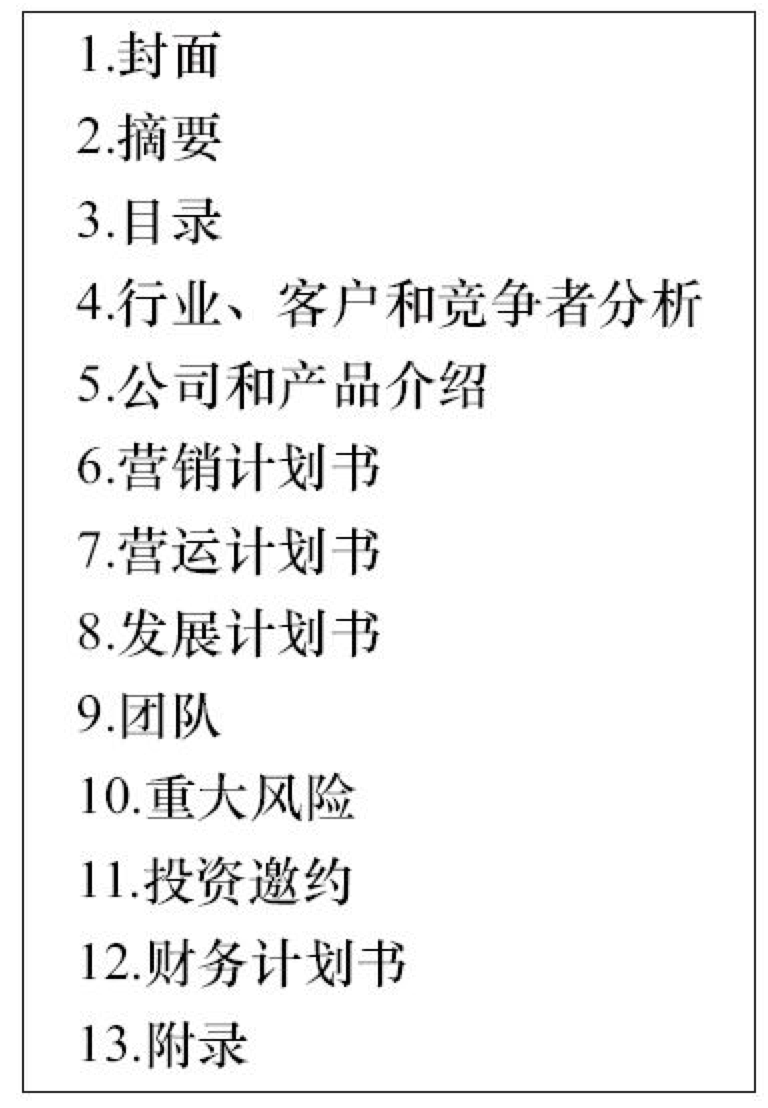 1.封面
2.摘要
3.目录
4.行业、客户和竞争者分析
5.公司和产品介绍
6.营销计划书
7.营运计划书
8.发展计划书
9.团队
10.重大风险
11.投资邀约
12.财务计划书
13.附录